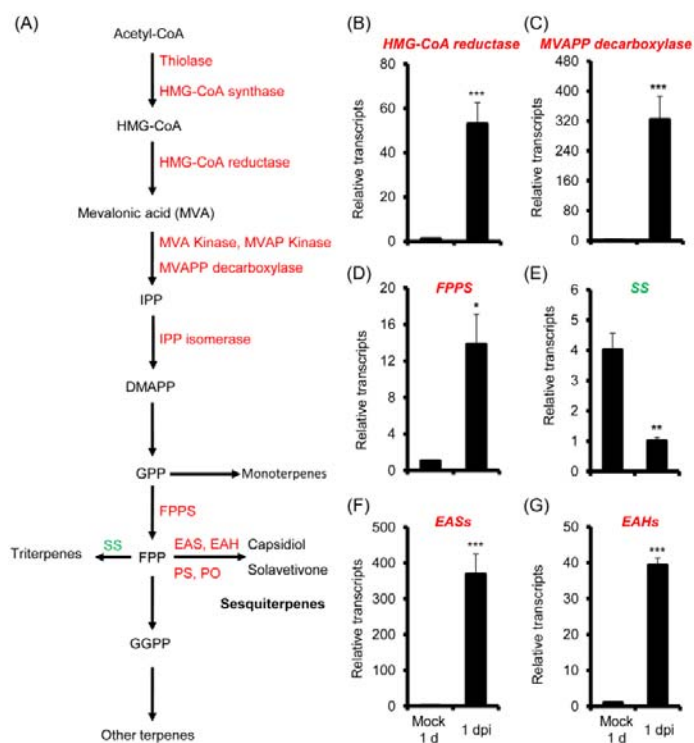 (A)
Acetyl-CoA
Thiolase
HMG-CoA synthase
HMG-CoA
HMG-CoA reductase
Mevalonic acid (MVA)
MVA Kinase, MVAP Kinase
MVAPP decarboxylase
IPP
IPP isomerase
DMAPP
GPP
Monoterpenes
FPPS
Triterpenes
SS
FPP
EAS, EAH
Capsidiol
PS, PO
Solavetivone
Sesquiterpenes
GGPP
Other terpenes
(B)
HMG-CoA reductase
Relative transcripts
80
60
40
20
0
***
(C)
MVAPP decarboxylase
Relative transcripts
480
400
320
240
160
80
0
***
(D)
FPPS
Relative transcripts
20
16
12
8
4
0
*
(E)
SS
Relative transcripts
6
5
4
3
2
1
0
**
(F)
EASs
Relative transcripts
500
400
300
200
100
0
***
Mock
1 d
1 dpi
(G)
EAHs
Relative transcripts
50
40
30
20
10
0
***
Mock
1 d
1 dpi